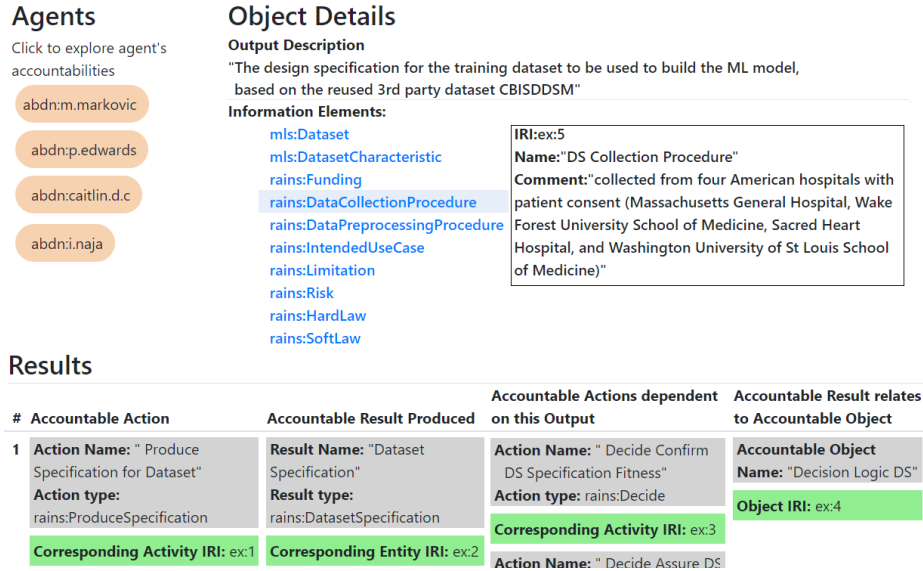 Agents
Click to explore agent's
accountabilities
abdn:m.markovic
abdn:p.edwards
abdn:caitlin.d.c
abdn:i.naja
Object Details
Output Description
"The design specification for the training dataset to be used to build the ML model,
based on the reused 3rd party dataset CBISDDSM"
Information Elements:
mls:Dataset
mls:DatasetCharacteristic
rains:Funding
rains:DataCollectionProcedure
rains:DataPreprocessingProcedure
rains:IntendedUseCase
rains:Limitation
rains:Risk
rains:HardLaw
rains:SoftLaw
IRI:ex:5
Name:"DS Collection Procedure"
Comment:"collected from four American hospitals with
patient consent (Massachusetts General Hospital, Wake
Forest University School of Medicine, Sacred Heart
Hospital, and Washington University of St Louis School
of Medicine)"
Results
# Accountable Action
Accountable Result Produced
Accountable Actions dependent
on this Output
Accountable Result relates
to Accountable Object
1
Action Name: " Produce
Specification for Dataset"
Action type:
rains:ProduceSpecification
Corresponding Activity IRI: ex:1
Result Name: "Dataset
Specification"
Result type:
rains:DatasetSpecification
Corresponding Entity IRI: ex:2
Action Name: " Decide Confirm
DS Specification Fitness"
Action type: rains:Decide
Corresponding Activity IRI: ex:3
Action Name: " Decide Assure DS
Accountable Object
Name: "Decision Logic DS"
Object IRI: ex:4